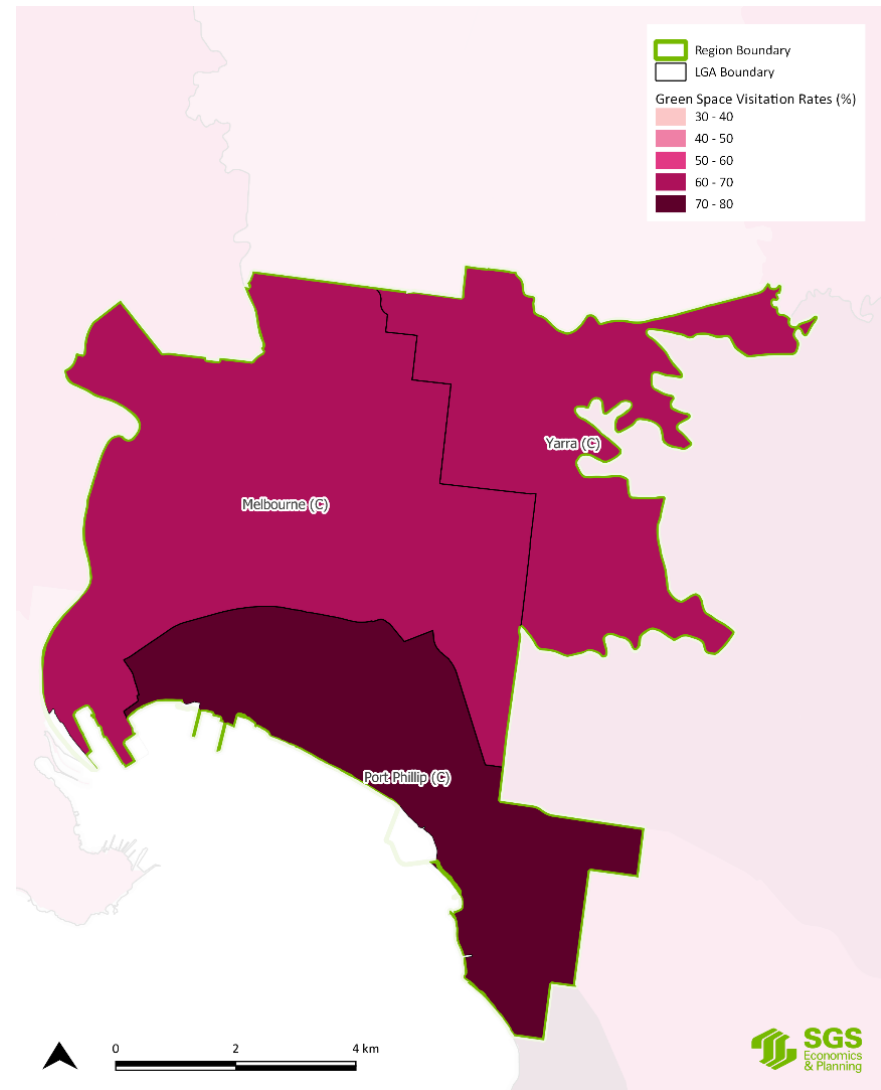 Region Boundary
LGA Boundary
Green Space Visitation Rates (%)
30 - 40
40 - 50
50 - 60
60 - 70
70 - 80
Yarra (C)
Melbourne (C)
Port Phillip (C)
0 2 4 km
SGS
Economics
& Planning